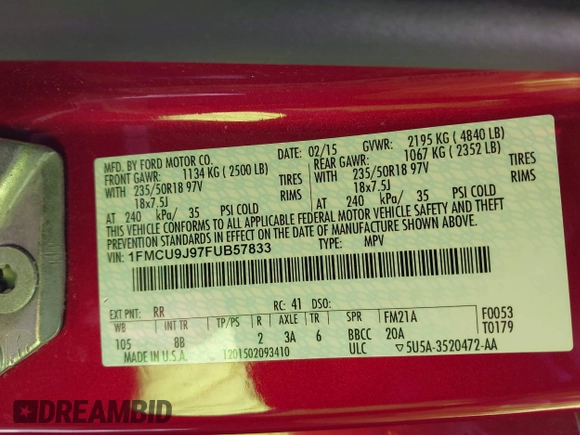 MFD. BY FORD MOTOR CO.
DATE: 02/15 GVWR: 2195 KG ( 4840 LB)
FRONT GAWR: 1134 KG ( 2500 LB) REAR GAWR: 1067 KG ( 2352 LB)
WITH 235/50R18 97V TIRES WITH 235/50R18 97V TIRES
18x7.5J RIMS 18x7.5J RIMS
AT 240 kPa/ 35 PSI COLD AT 240 kPa/ 35 PSI COLD
THIS VEHICLE CONFORMS TO ALL APPLICABLE FEDERAL MOTOR VEHICLE SAFETY AND THEFT
PREVENTION STANDARDS IN EFFECT ON THE DATE OF MANUFACTURE SHOWN ABOVE.
VIN: 1FMCU9J97FUB57833 TYPE: MPV
EXT PNT: RR RC: 41 DSO:
WB INT TR TP/PS R AXLE TR SPR FM21A F0053
105 8B 2 3A 6 BBCC 20A T0179
MADE IN U.S.A. 1201502093410 ULC 5U5A-3520472-AA
DREAMBID